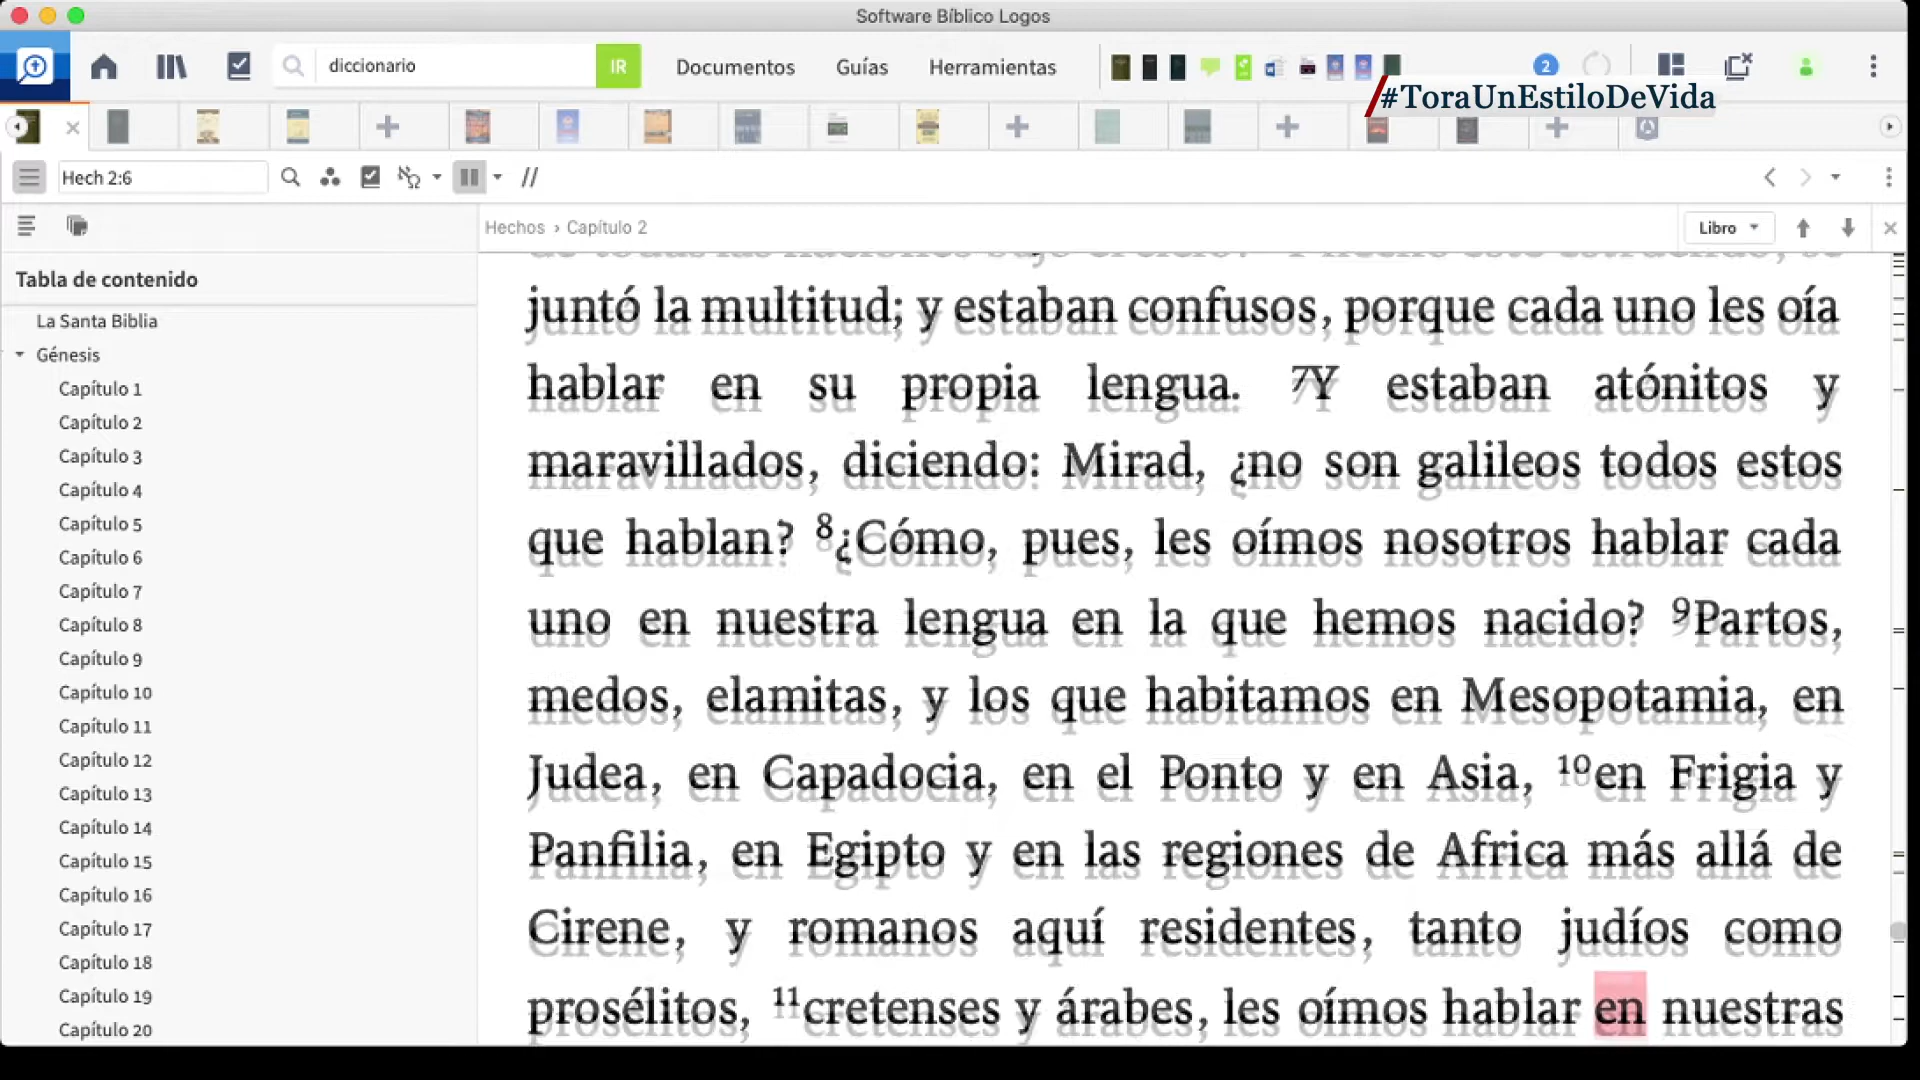 Software Bíblico Logos
diccionario
IR
Documentos
Guías
Herramientas
2
#ToraUnEstiloDeVida
Hech 2:6
Hechos › Capítulo 2
Libro
Tabla de contenido
La Santa Biblia
Génesis
Capítulo 1
Capítulo 2
Capítulo 3
Capítulo 4
Capítulo 5
Capítulo 6
Capítulo 7
Capítulo 8
Capítulo 9
Capítulo 10
Capítulo 11
Capítulo 12
Capítulo 13
Capítulo 14
Capítulo 15
Capítulo 16
Capítulo 17
Capítulo 18
Capítulo 19
Capítulo 20
juntó la multitud; y estaban confusos, porque cada uno les oía
hablar en su propia lengua. 7Y estaban atónitos y
maravillados, diciendo: Mirad, ¿no son galileos todos estos
que hablan? 8¿Cómo, pues, les oímos nosotros hablar cada
uno en nuestra lengua en la que hemos nacido? 9Partos,
medos, elamitas, y los que habitamos en Mesopotamia, en
Judea, en Capadocia, en el Ponto y en Asia, 10en Frigia y
Panfilia, en Egipto y en las regiones de Africa más allá de
Cirene, y romanos aquí residentes, tanto judíos como
prosélitos, 11cretenses y árabes, les oímos hablar en nuestras